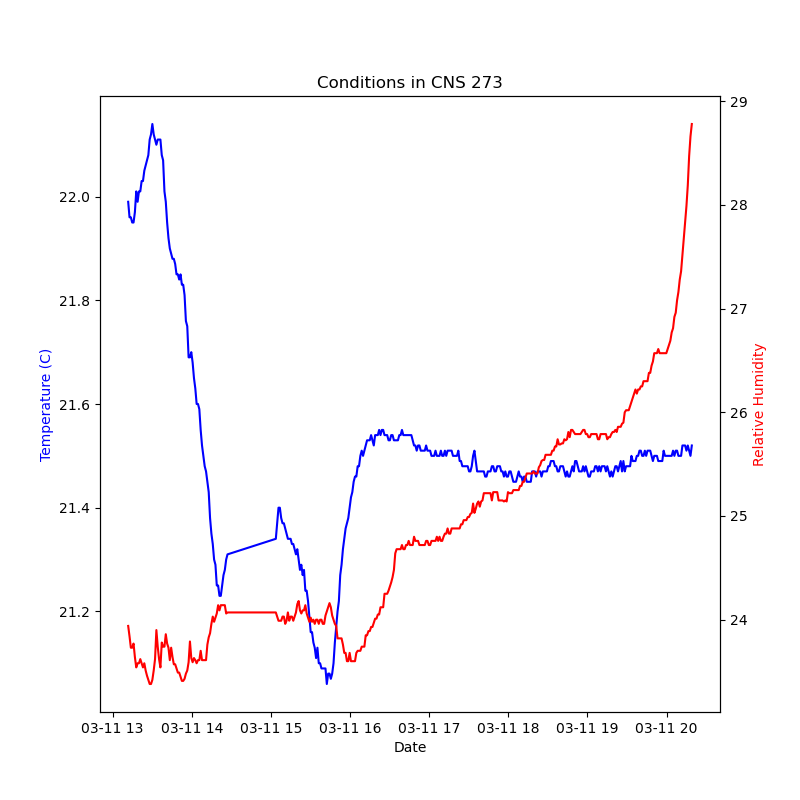 Conditions in CNS 273
29
22.0
28
21.8
27
Temperature (C)
Relative Humidity
21.6
26
21.4
25
21.2
24
03-11 13 03-11 14 03-11 15 03-11 16 03-11 17 03-11 18 03-11 19 03-11 20
Date